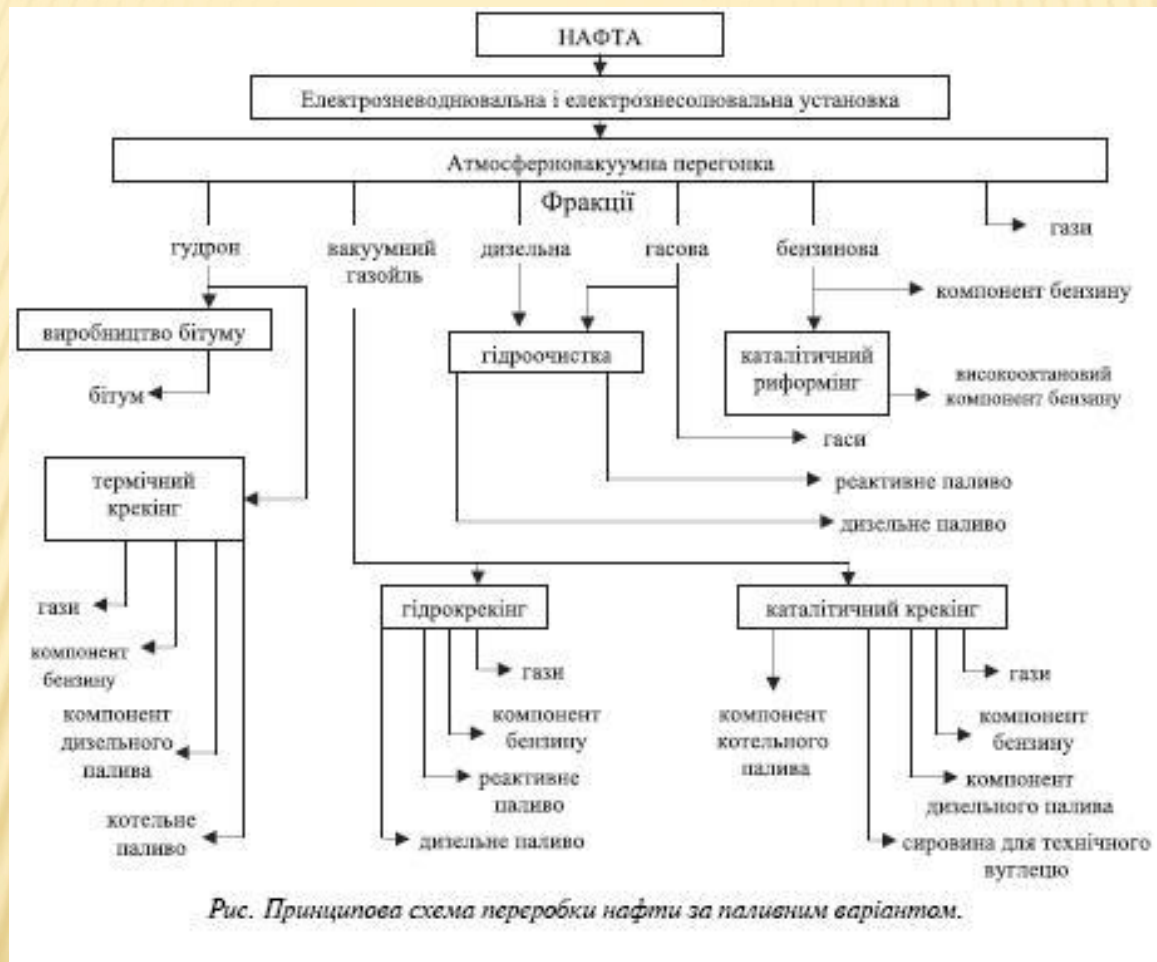 НАФТА
Електрозневоднювальна і електрознесолювальна установка
Атмосферновакуумна перегонка
Фракції
гудрон
вакуумний
газойль
дизельна
гасова
бензинова
гази
компонент бензину
виробництво бітуму
гідроочистка
каталітичний
риформінг
високооктановий
компонент бензину
бітум
гаси
термічний
крекінг
реактивне паливо
дизельне паливо
гази
компонент
бензину
компонент
дизельного
палива
котельне
паливо
гідрокрекінг
гази
компонент
бензину
реактивне
паливо
дизельне паливо
каталітичний крекінг
компонент
котельного
палива
гази
компонент
бензину
компонент
дизельного палива
сировина для технічного
вуглецю
Рис. Принципова схема переробки нафти за паливним варіантом.